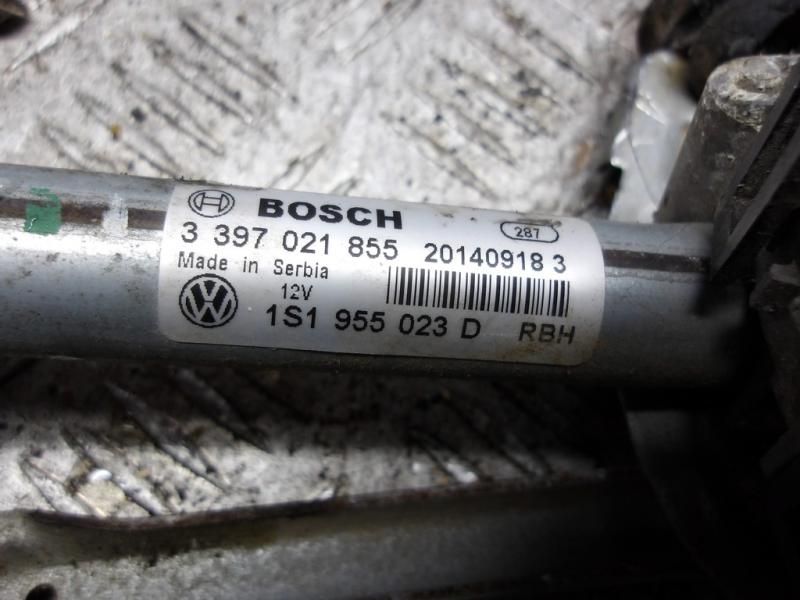 BOSCH 287
3 397 021 855 20140918 3
Made in Serbia
12V
1S1 955 023 D RBH